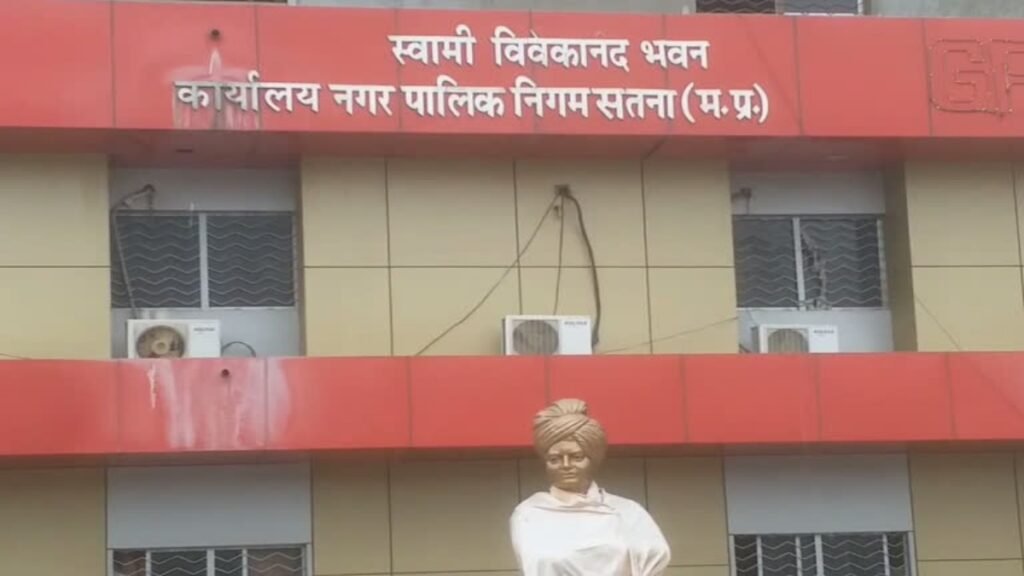 स्वामी विवेकानंद भवन
कार्यालय नगर पालिक निगम सतना (म.प्र.)